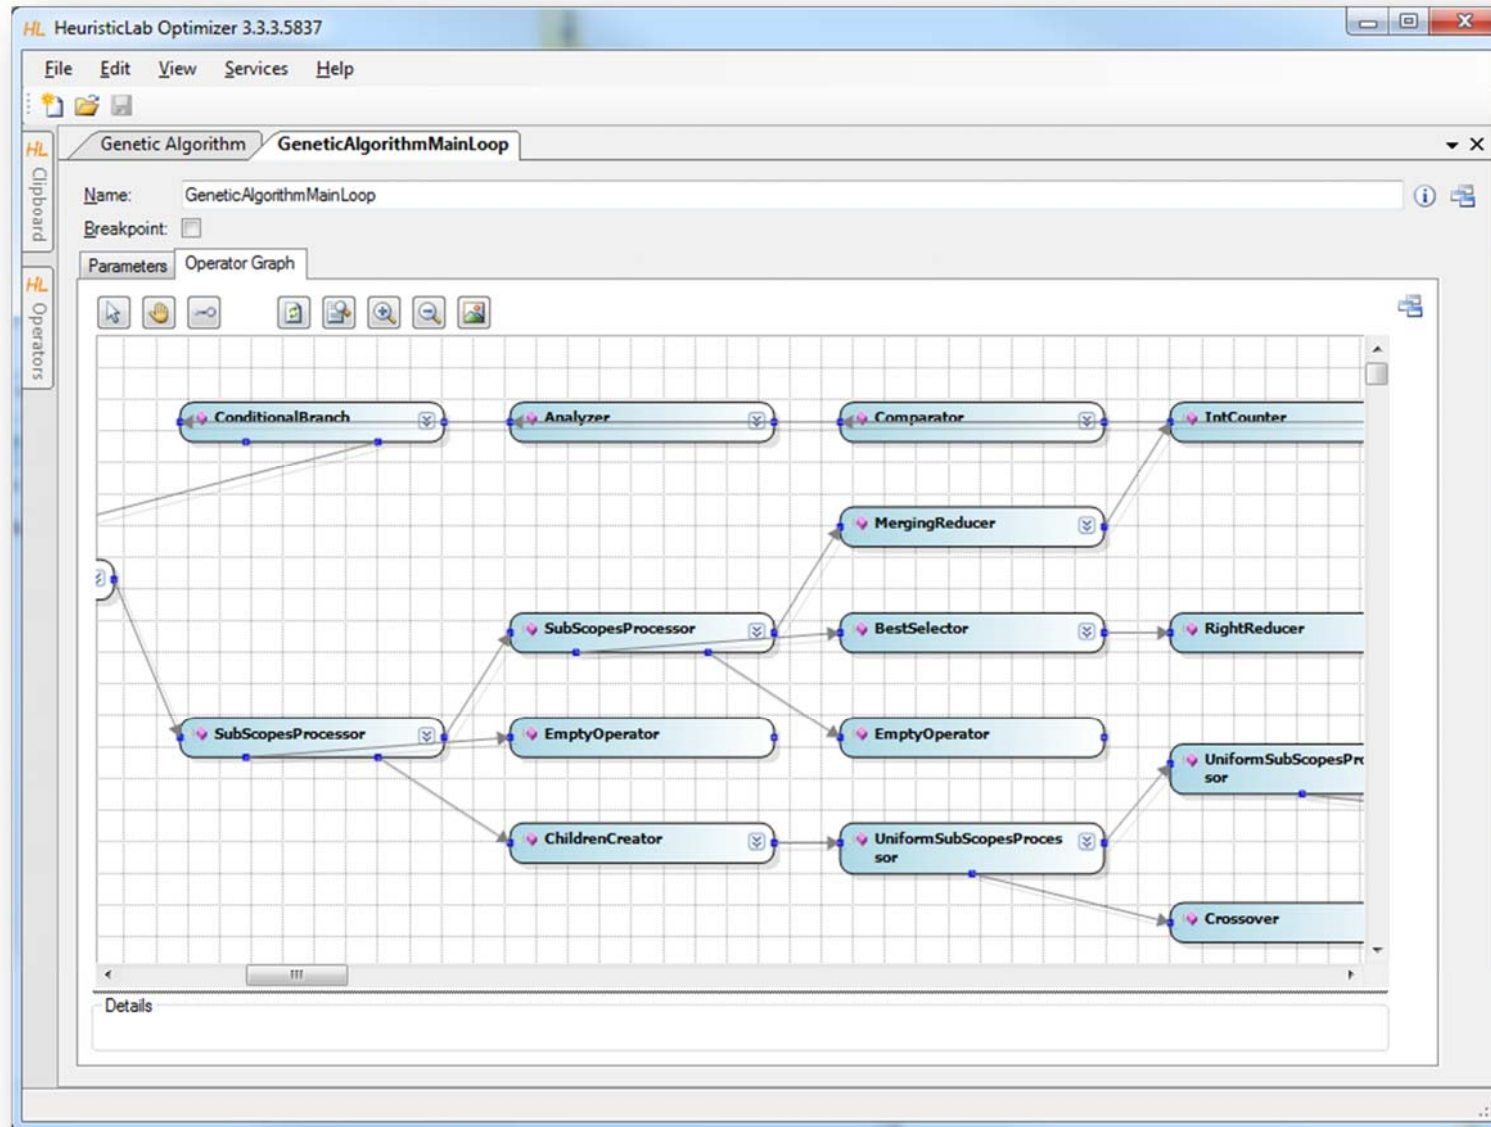 HL HeuristicLab Optimizer 3.3.3.5837
File Edit View Services Help
HL Clipboard
HL Operators
Genetic Algorithm GeneticAlgorithmMainLoop
Name: GeneticAlgorithmMainLoop
Breakpoint:
Parameters Operator Graph
ConditionalBranch Analyzer Comparator IntCounter
MergingReducer
SubScopesProcessor BestSelector RightReducer
SubScopesProcessor EmptyOperator EmptyOperator
UniformSubScopesPr
sor
ChildrenCreator UniformSubScopesProces
sor
Crossover
Details